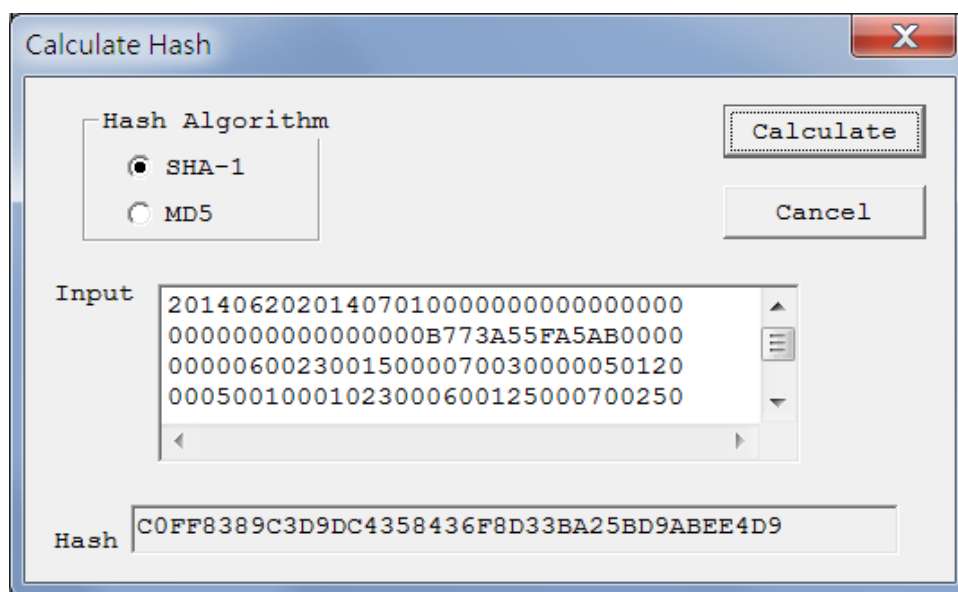 Calculate Hash
Hash Algorithm
SHA-1
MD5
Calculate
Cancel
Input
20140620201407010000000000000000
0000000000000000B773A55FA5AB0000
00000600230015000070030000050120
00050010001023000600125000700250
Hash
C0FF8389C3D9DC4358436F8D33BA25BD9ABEE4D9